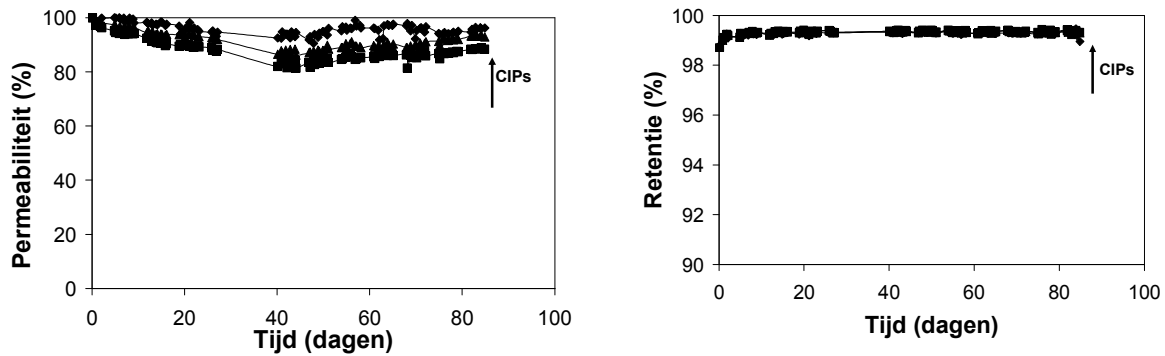 Permeabiliteit (%)
100
80
60
40
20
0
CIPs
0 20 40 60 80 100
Tijd (dagen)
Retentie (%)
100
98
96
94
92
90
CIPs
0 20 40 60 80 100
Tijd (dagen)